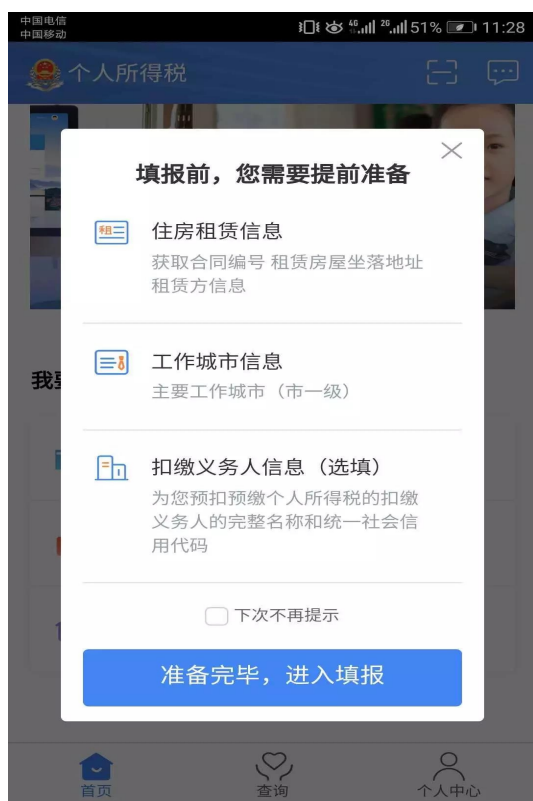 中国电信
中国移动
4G 2G 51% 11:28
个人所得税
填报前，您需要提前准备
租
住房租赁信息
获取合同编号 租赁房屋坐落地址
租赁方信息
工作城市信息
主要工作城市（市一级）
我要
扣缴义务人信息（选填）
为您预扣预缴个人所得税的扣缴
义务人的完整名称和统一社会信
用代码
下次不再提示
准备完毕，进入填报
首页
查询
个人中心